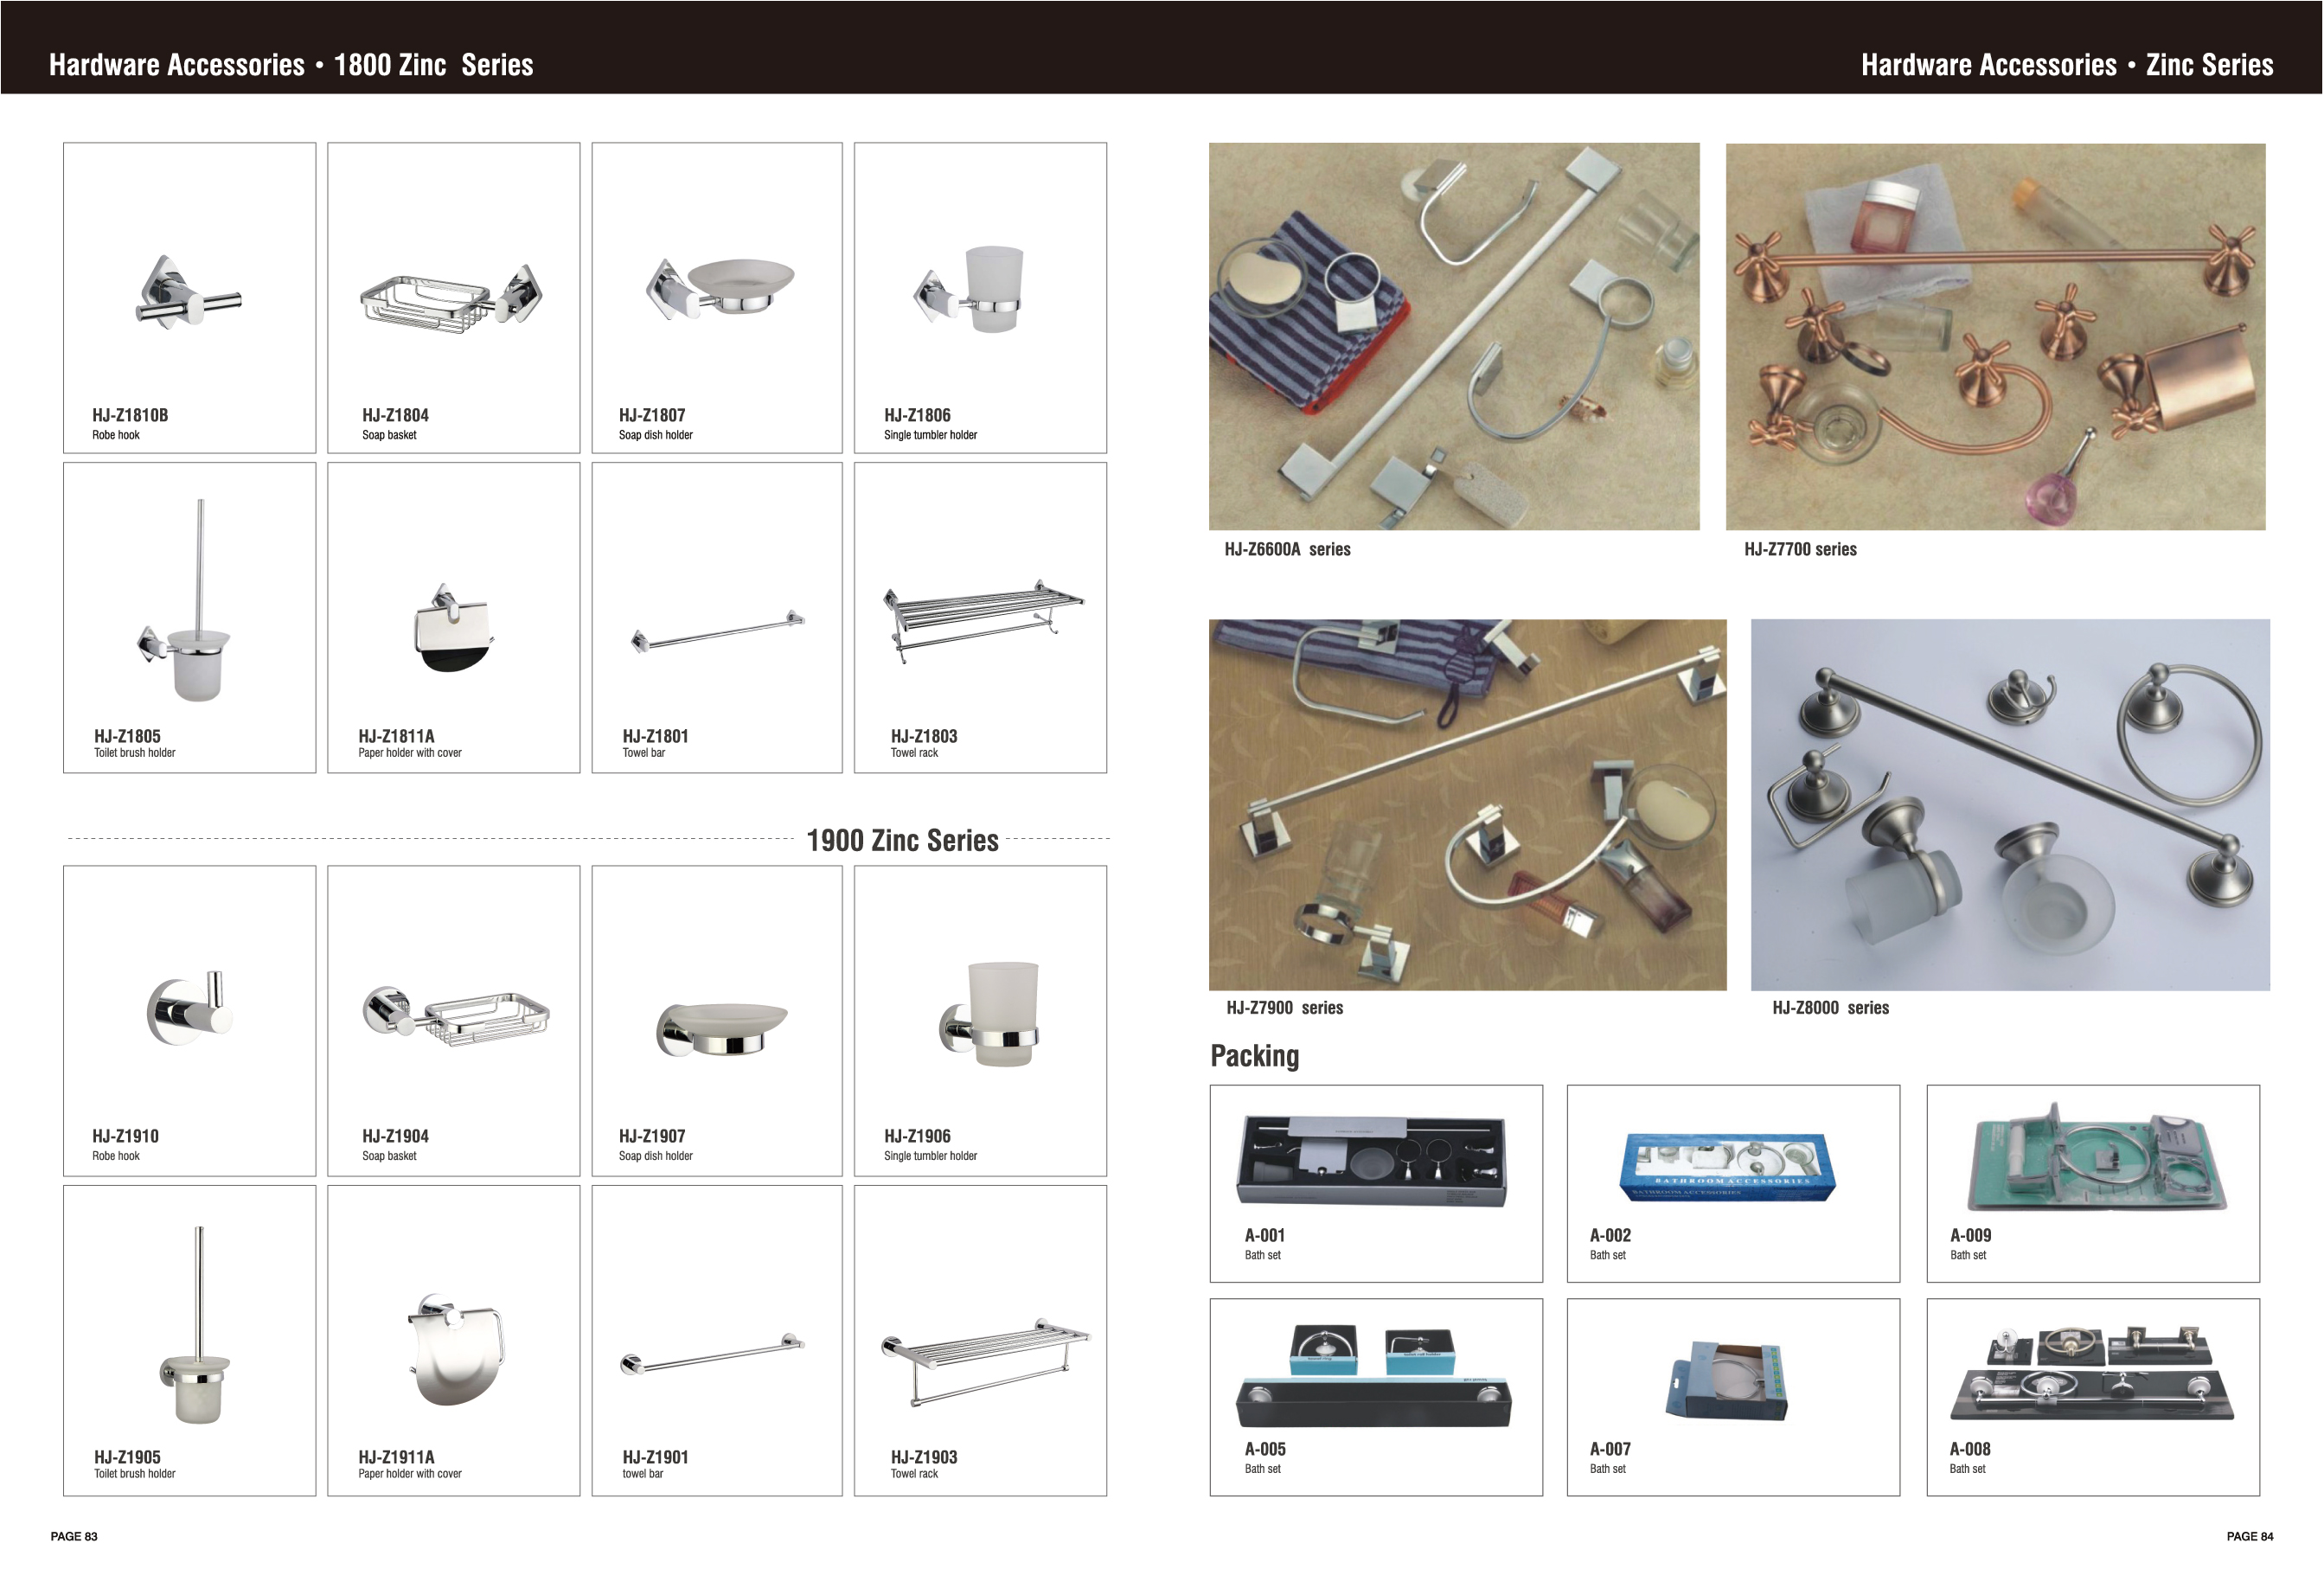 Hardware Accessories • 1800 Zinc Series
HJ-Z1810B
Robe hook
HJ-Z1804
Soap basket
HJ-Z1807
Soap dish holder
HJ-Z1806
Single tumbler holder
HJ-Z1805
Toilet brush holder
HJ-Z1811A
Paper holder with cover
HJ-Z1801
Towel bar
HJ-Z1803
Towel rack
1900 Zinc Series
HJ-Z1910
Robe hook
HJ-Z1904
Soap basket
HJ-Z1907
Soap dish holder
HJ-Z1906
Single tumbler holder
HJ-Z1905
Toilet brush holder
HJ-Z1911A
Paper holder with cover
HJ-Z1901
towel bar
HJ-Z1903
Towel rack
PAGE 83
Hardware Accessories • Zinc Series
HJ-Z6600A series
HJ-Z7700 series
HJ-Z7900 series
HJ-Z8000 series
Packing
A-001
Bath set
BATHROOM ACCESSORIES
BATHROOM ACCESSORIES
A-002
Bath set
A-009
Bath set
A-005
Bath set
A-007
Bath set
A-008
Bath set
PAGE 84